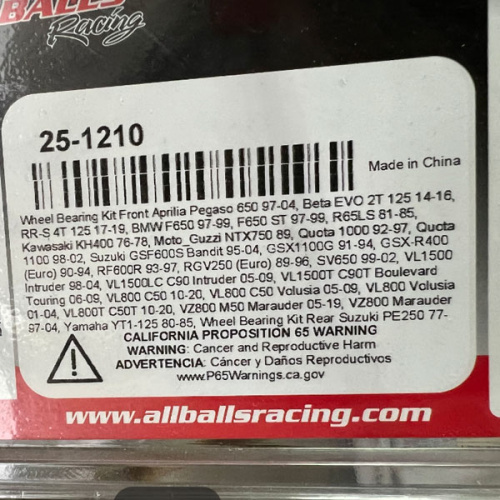 BALLS
Racing
25-1210
Made in China
Wheel Bearing Kit Front Aprilia Pegaso 650 97-04, Beta EVO 2T 125 14-16,
RR-S 4T 125 17-19, BMW F650 97-99, F650 ST 97-99, R65LS 81-85,
Kawasaki KH400 76-78, Moto_Guzzi NTX750 89, Quota 1000 92-97, Quota
1100 98-02, Suzuki GSF600S Bandit 95-04, GSX1100G 91-94, GSX-R400
(Euro) 90-94, RF600R 93-97, RGV250 (Euro) 89-96, SV650 99-02, VL1500
Intruder 98-04, VL1500LC C90 Intruder 05-09, VL1500T C90T Boulevard
Touring 06-09, VL800 C50 10-20, VL800 C50 Volusia 05-09, VL800 Volusia
01-04, VL800T C50T 10-20, VZ800 M50 Marauder 05-19, VZ800 Marauder
97-04, Yamaha YT1-125 80-85, Wheel Bearing Kit Rear Suzuki PE250 77-
CALIFORNIA PROPOSITION 65 WARNING
WARNING: Cancer and Reproductive Harm
ADVERTENCIA: Cáncer y Daños Reproductivos
www.P65Warnings.ca.gov
www.allballsracing.com